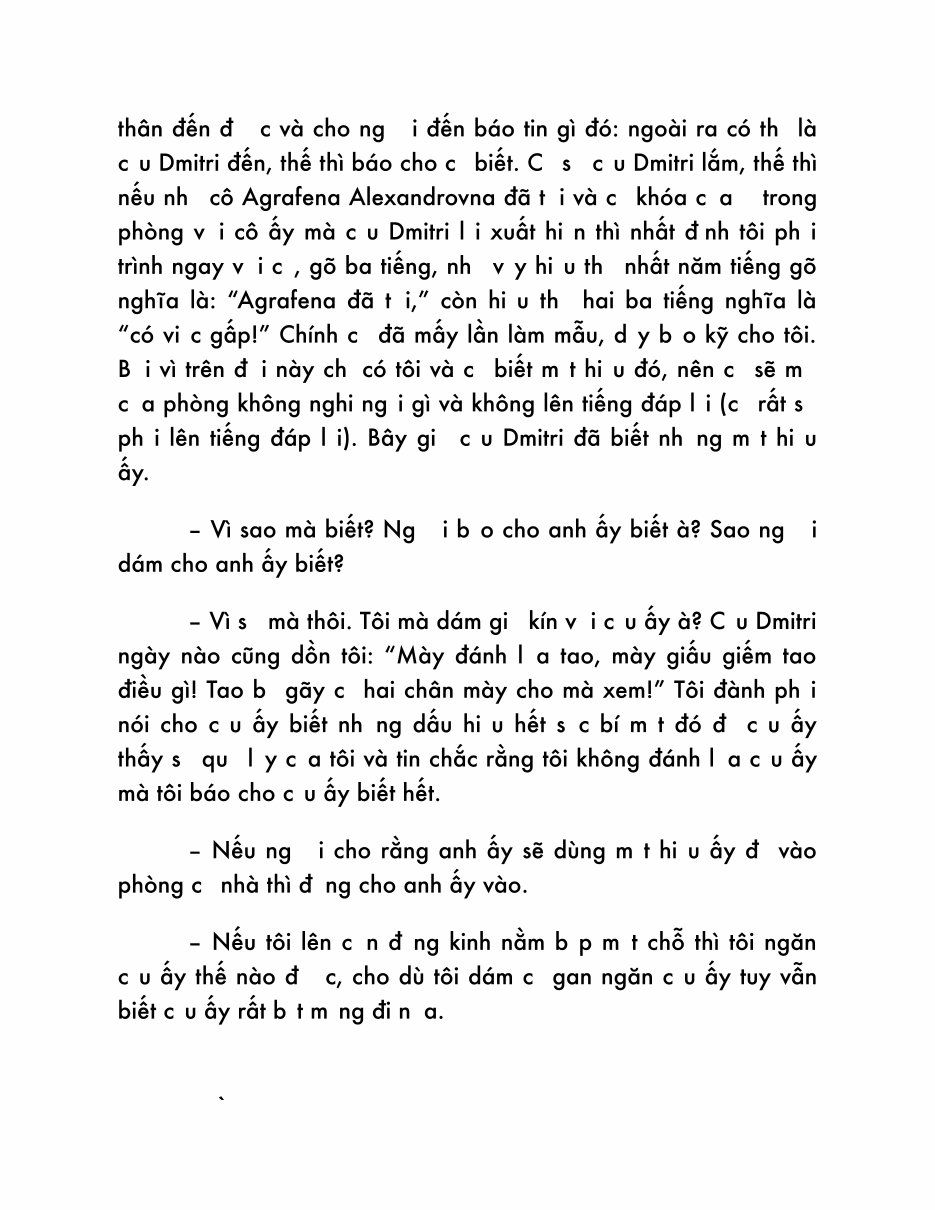 thân đến đ c và cho ng i đến báo tin gì đó: ngoài ra có th là
c u Dmitri đến, thế thì báo cho c biết. C s c u Dmitri lắm, thế thì
nếu nh cô Agrafena Alexandrovna đã t i và c khóa c a trong
phòng v i cô ấy mà c u Dmitri l i xuất hi n thì nhất đ nh tôi ph i
trình ngay v i c , gõ ba tiếng, nh v y hi u th nhất năm tiếng gõ
nghĩa là: “Agrafena đã t i,” còn hi u th hai ba tiếng nghĩa là
“có vi c gấp!” Chính c đã mấy lần làm mẫu, d y b o kỹ cho tôi.
B i vì trên đ i này ch có tôi và c biết m t hi u đó, nên c sẽ m
c a phòng không nghi ng i gì và không lên tiếng đáp l i (c rất s
ph i lên tiếng đáp l i). Bây gi c u Dmitri đã biết nh ng m t hi u
ấy.
– Vì sao mà biết? Ng i b o cho anh ấy biết à? Sao ng i
dám cho anh ấy biết?
– Vì s mà thôi. Tôi mà dám gi kín v i c u ấy à? C u Dmitri
ngày nào cũng dồn tôi: “Mày đánh l a tao, mày giấu giếm tao
điều gì! Tao b gãy c hai chân mày cho mà xem!” Tôi đành ph i
nói cho c u ấy biết nh ng dấu hi u hết s c bí m t đó đ c u ấy
thấy s qu l y c a tôi và tin chắc rằng tôi không đánh l a c u ấy
mà tôi báo cho c u ấy biết hết.
– Nếu ng i cho rằng anh ấy sẽ dùng m t hi u ấy đ vào
phòng c nhà thì đ ng cho anh ấy vào.
– Nếu tôi lên c n đ ng kinh nằm b p m t chỗ thì tôi ngăn
c u ấy thế nào đ c, cho dù tôi dám c gan ngăn c u ấy tuy vẫn
biết c u ấy rất b t m ng đi n a.
`